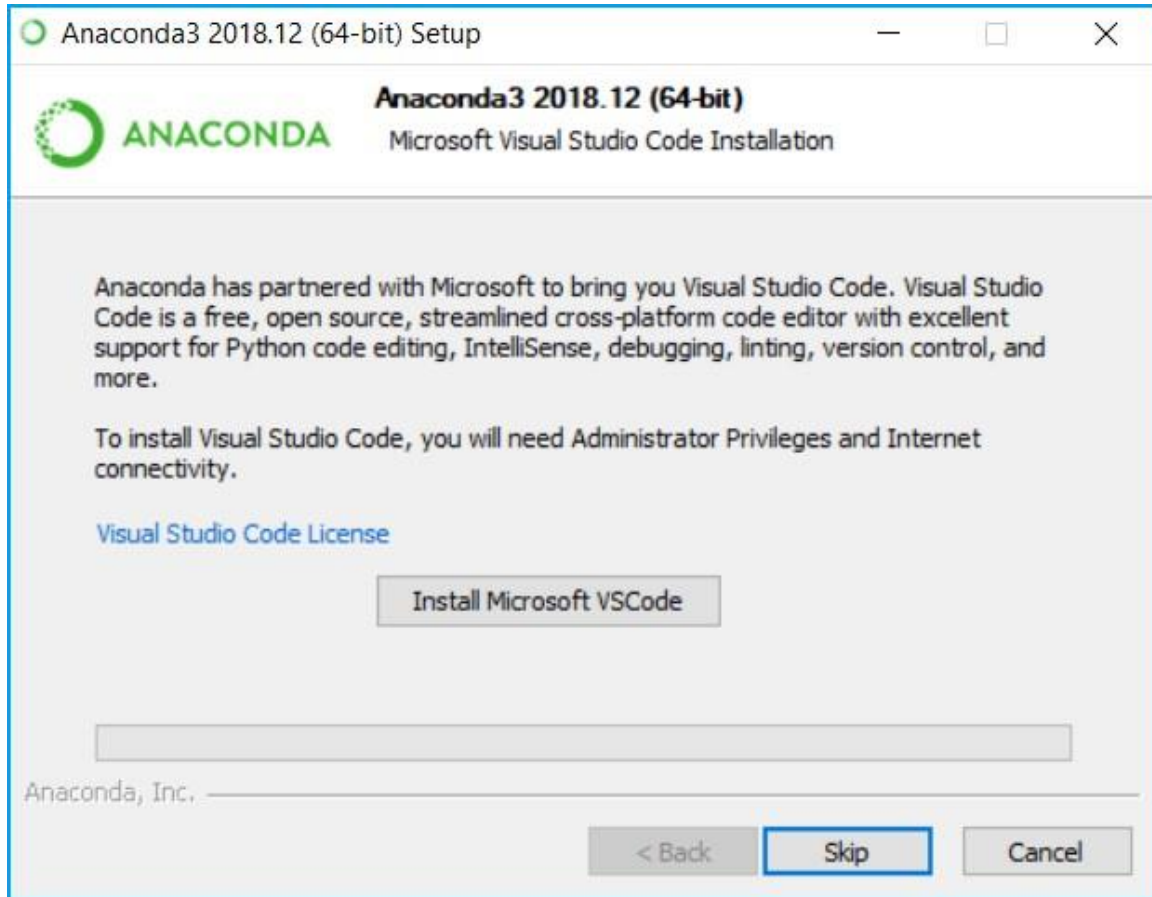 Anaconda3 2018.12 (64-bit) Setup
ANACONDA
Anaconda3 2018.12 (64-bit)
Microsoft Visual Studio Code Installation
Anaconda has partnered with Microsoft to bring you Visual Studio Code. Visual Studio
Code is a free, open source, streamlined cross-platform code editor with excellent
support for Python code editing, IntelliSense, debugging, linting, version control, and
more.
To install Visual Studio Code, you will need Administrator Privileges and Internet
connectivity.
Visual Studio Code License
Install Microsoft VSCode
Anaconda, Inc.
< Back
Skip
Cancel